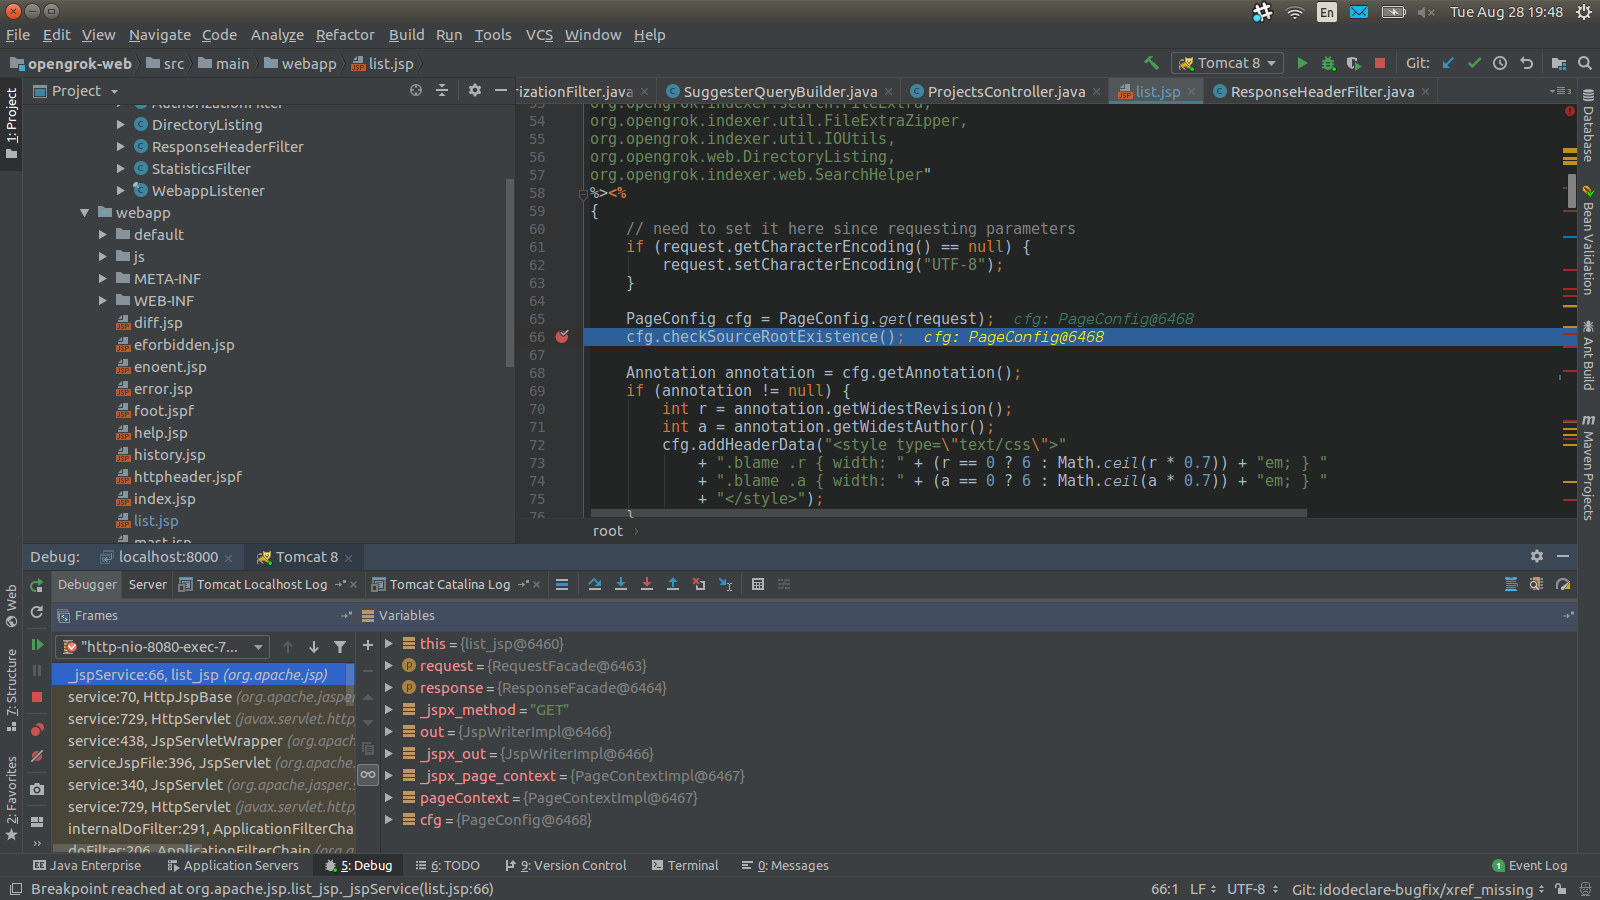 En Tue Aug 28 19:48
File Edit View Navigate Code Analyze Refactor Build Run Tools VCS Window Help
opengrok-web src main webapp list.jsp Tomcat 8 Git:
1: Project
Project
AuthorizationFilter
DirectoryListing
ResponseHeaderFilter
StatisticsFilter
WebappListener
webapp
default
js
META-INF
WEB-INF
diff.jsp
eforbidden.jsp
enoent.jsp
error.jsp
foot.jspf
help.jsp
history.jsp
httpheader.jspf
index.jsp
list.jsp
mast.jsp
rizationFilter.java SuggesterQueryBuilder.java ProjectsController.java list.jsp ResponseHeaderFilter.java
53 org.opengrok.indexer.search.FileExtra,
54 org.opengrok.indexer.util.FileExtraZipper,
55 org.opengrok.indexer.util.IOUtils,
56 org.opengrok.web.DirectoryListing,
57 org.opengrok.indexer.web.SearchHelper"
58 %><%
59 {
60 // need to set it here since requesting parameters
61 if (request.getCharacterEncoding() == null) {
62 request.setCharacterEncoding("UTF-8");
63 }
64
65 PageConfig cfg = PageConfig.get(request); cfg: PageConfig@6468
66 cfg.checkSourceRootExistence(); cfg: PageConfig@6468
67
68 Annotation annotation = cfg.getAnnotation();
69 if (annotation != null) {
70 int r = annotation.getWidestRevision();
71 int a = annotation.getWidestAuthor();
72 cfg.addHeaderData("<style type=\"text/css\">"
73 + ".blame .r { width: " + (r == 0 ? 6 : Math.ceil(r * 0.7)) + "em; } "
74 + ".blame .a { width: " + (a == 0 ? 6 : Math.ceil(a * 0.7)) + "em; } "
75 + "</style>");
76 }
root
3
Database
Bean Validation
Ant Build
m Maven Projects
Debug: localhost:8000 Tomcat 8
Debugger Server Tomcat Localhost Log Tomcat Catalina Log
Web
7: Structure
2: Favorites
Frames
"http-nio-8080-exec-7...
_jspService:66, list_jsp (org.apache.jsp)
service:70, HttpJspBase (org.apache.jasper
service:729, HttpServlet (javax.servlet.http
service:438, JspServletWrapper (org.apach
serviceJspFile:396, JspServlet (org.apache.
service:340, JspServlet (org.apache.jasper.s
service:729, HttpServlet (javax.servlet.http
internalDoFilter:291, ApplicationFilterCha
doFilter:206, ApplicationFilterChain (org.a
Variables
this = {list_jsp@6460}
request = {RequestFacade@6463}
response = {ResponseFacade@6464}
_jspx_method = "GET"
out = {JspWriterImpl@6466}
_jspx_out = {JspWriterImpl@6466}
_jspx_page_context = {PageContextImpl@6467}
pageContext = {PageContextImpl@6467}
cfg = {PageConfig@6468}
Java Enterprise Application Servers 5: Debug 6: TODO 9: Version Control Terminal 0: Messages 1 Event Log
Breakpoint reached at org.apache.jsp.list_jsp._jspService(list.jsp:66) 66:1 LF UTF-8 Git: idodeclare-bugfix/xref_missing